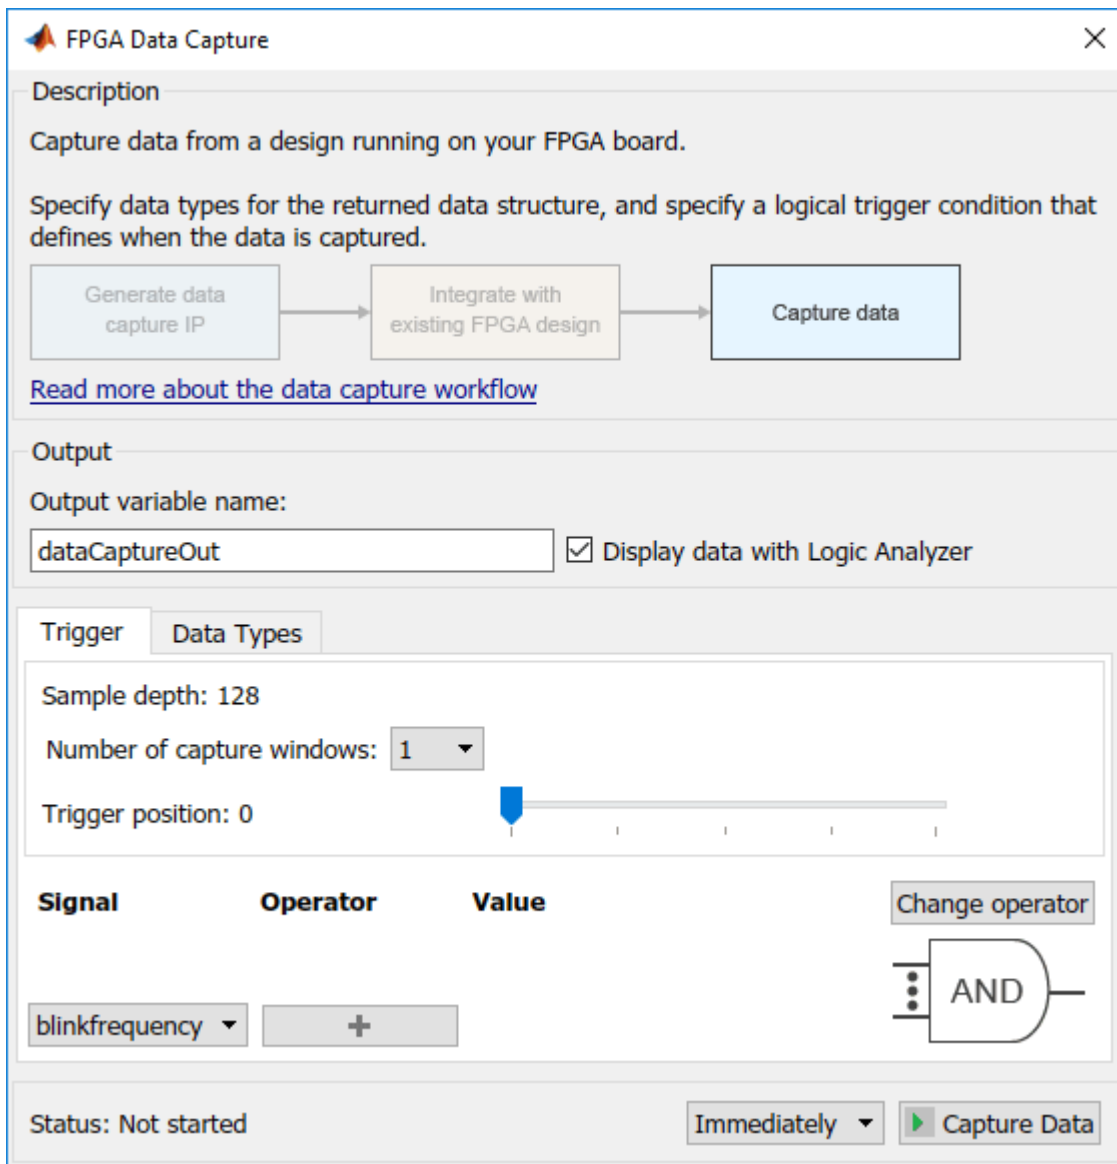 FPGA Data Capture
Description
Capture data from a design running on your FPGA board.
Specify data types for the returned data structure, and specify a logical trigger condition that
defines when the data is captured.
Generate data
capture IP
Integrate with
existing FPGA design
Capture data
Read more about the data capture workflow
Output
Output variable name:
dataCaptureOut
Display data with Logic Analyzer
Trigger
Data Types
Sample depth: 128
Number of capture windows: 1
Trigger position: 0
Signal Operator Value
Change operator
AND
blinkfrequency +
Status: Not started
Immediately
Capture Data